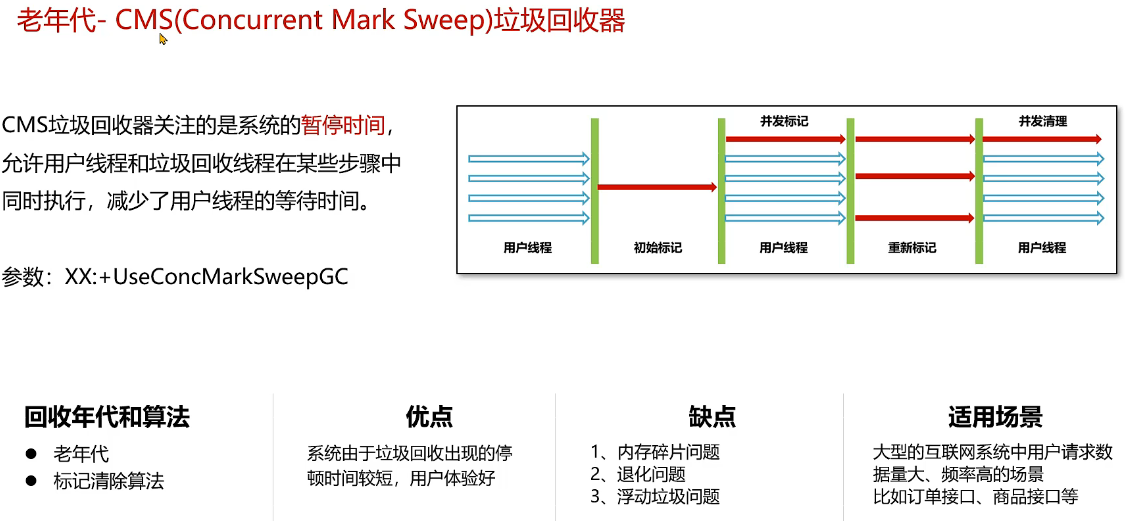 老年代- CMS(Concurrent Mark Sweep)垃圾回收器
CMS垃圾回收器关注的是系统的暂停时间，
允许用户线程和垃圾回收线程在某些步骤中
同时执行，减少了用户线程的等待时间。
参数：XX:+UseConcMarkSweepGC
并发标记
并发清理
用户线程
初始标记
用户线程
重新标记
用户线程
回收年代和算法
● 老年代
● 标记清除算法
优点
系统由于垃圾回收出现的停
顿时间较短，用户体验好
缺点
1、内存碎片问题
2、退化问题
3、浮动垃圾问题
适用场景
大型的互联网系统中用户请求数
据量大、频率高的场景
比如订单接口、商品接口等